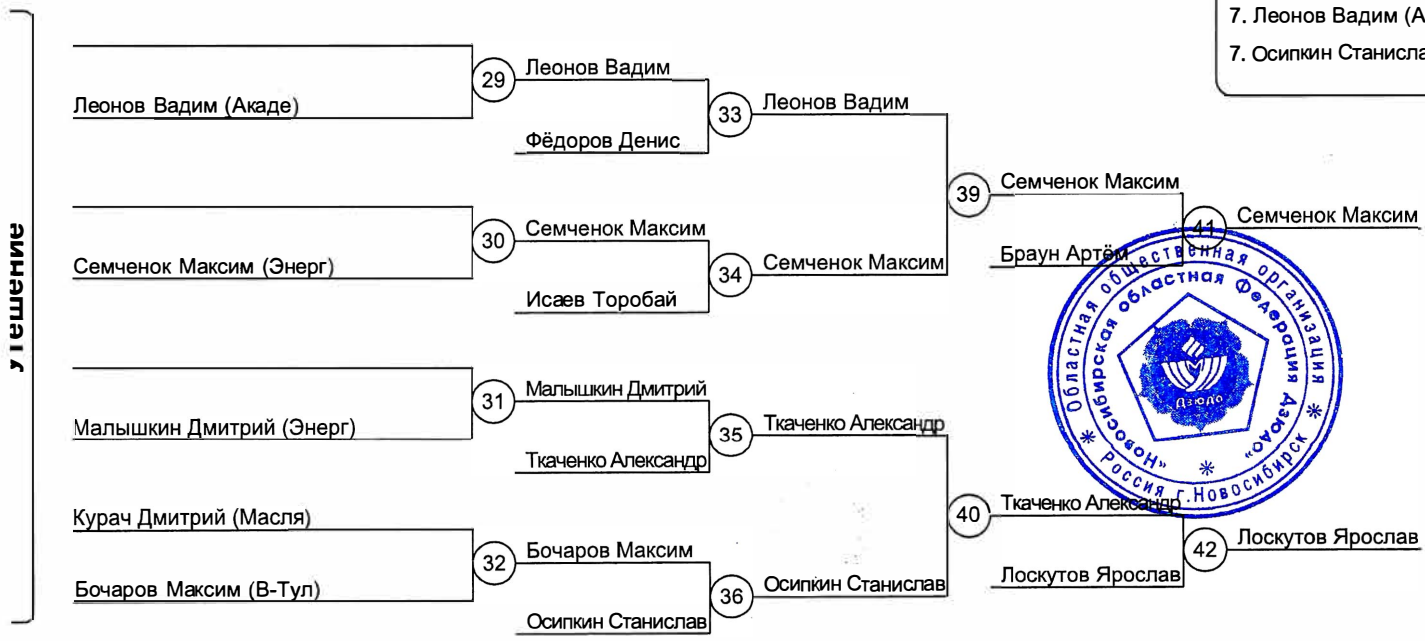 7. Леонов Вадим (А
7. Осипкин Станисла
утешение
29
Леонов Вадим
Леонов Вадим (Акаде)
33
Леонов Вадим
Фёдоров Денис
39
Семченок Максим
30
Семченок Максим
41
Семченок Максим
Семченок Максим (Энерг)
34
Семченок Максим
Браун Артём
Исаев Торобай
31
Малышкин Дмитрий
Малышкин Дмитрий (Энерг)
35
Ткаченко Александр
Ткаченко Александр
Курач Дмитрий (Масля)
40
Ткаченко Александр
32
Бочаров Максим
42
Лоскутов Ярослав
Бочаров Максим (В-Тул)
36
Осипкин Станислав
Лоскутов Ярослав
Осипкин Станислав
Областная общественная организация
«Новосибирская областная Федерация Дзюдо»
Дзюдо
Россия г.Новосибирск